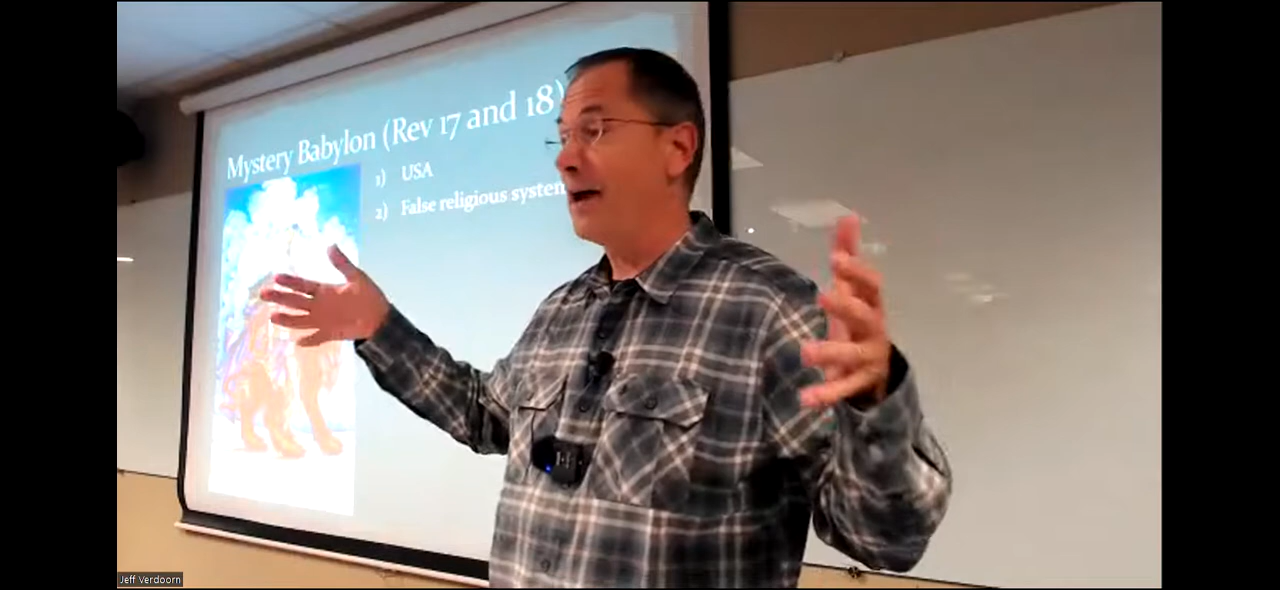 Mystery Babylon (Rev 17 and 18)
1) USA
2) False religious system
Jeff Verdoorn